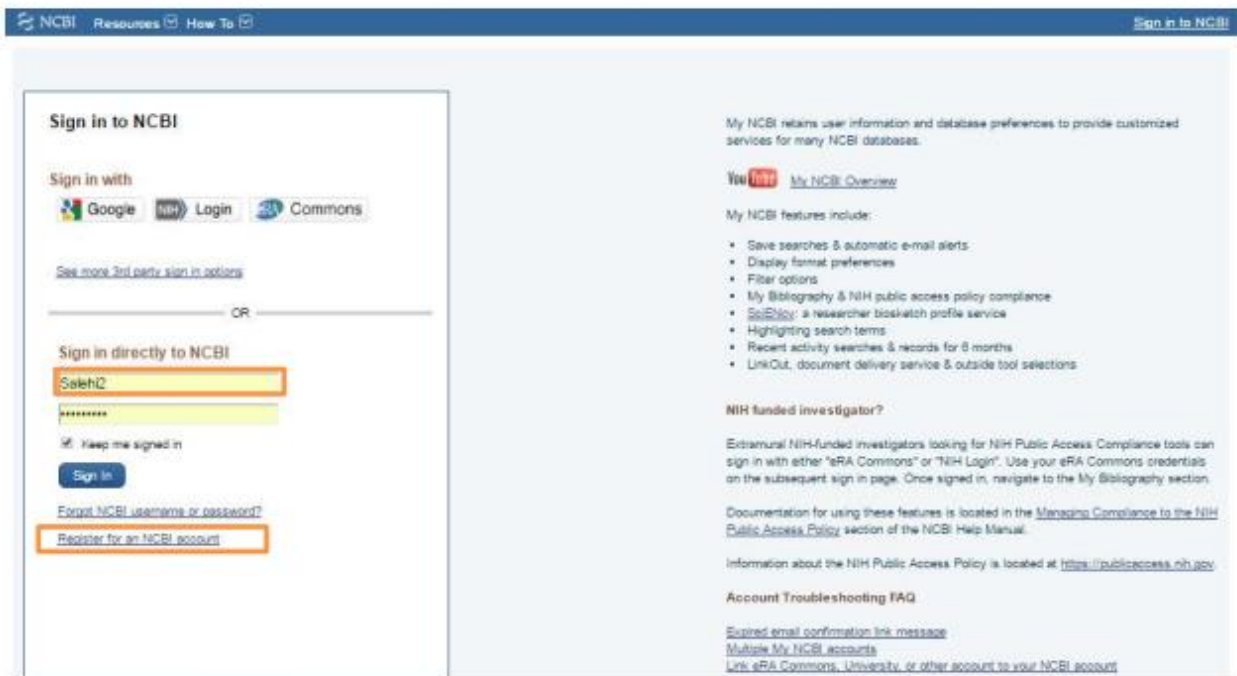 NCBI Resources How To Sign in to NCBI
Sign in to NCBI
Sign in with
Google NIH Login eRA Commons
See more 3rd party sign in options
OR
Sign in directly to NCBI
Salehi2
•••••••••
Keep me signed in
Sign In
Forgot NCBI username or password?
Register for an NCBI account
My NCBI retains user information and database preferences to provide customized
services for many NCBI databases.
YouTube My NCBI Overview
My NCBI features include:
• Save searches & automatic e-mail alerts
• Display format preferences
• Filter options
• My Bibliography & NIH public access policy compliance
• SciENcv: a researcher biosketch profile service
• Highlighting search terms
• Recent activity searches & records for 6 months
• LinkOut, document delivery service & outside tool selections
NIH funded investigator?
Extramural NIH-funded investigators looking for NIH Public Access Compliance tools can
sign in with either "eRA Commons" or "NIH Login". Use your eRA Commons credentials
on the subsequent sign in page. Once signed in, navigate to the My Bibliography section.
Documentation for using these features is located in the Managing Compliance to the NIH
Public Access Policy section of the NCBI Help Manual.
Information about the NIH Public Access Policy is located at https://publicaccess.nih.gov.
Account Troubleshooting FAQ
Expired email confirmation link message
Multiple My NCBI accounts
Link eRA Commons, University, or other account to your NCBI account